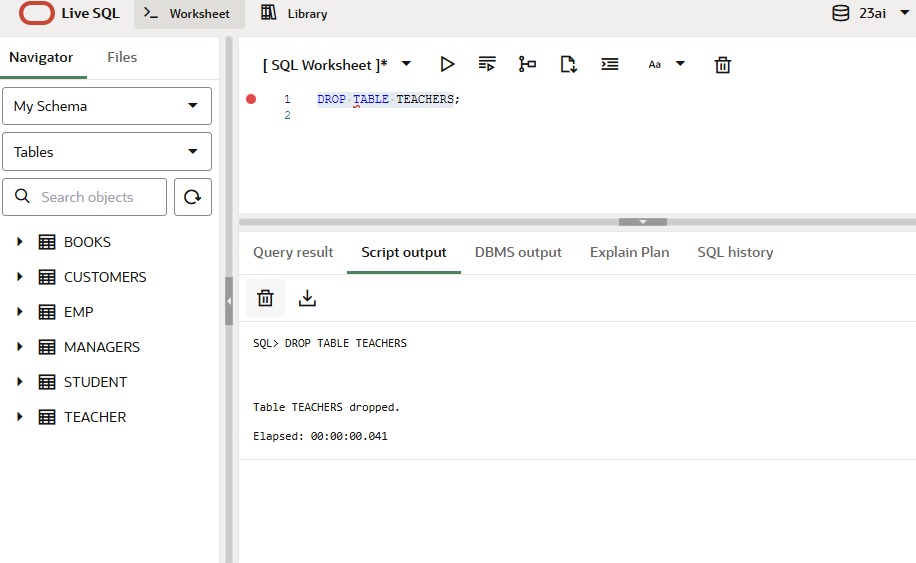 Live SQL
Worksheet
Library
23ai
Navigator
Files
[ SQL Worksheet ]*
Aa
My Schema
Tables
Search objects
BOOKS
CUSTOMERS
EMP
MANAGERS
STUDENT
TEACHER
1 DROP TABLE TEACHERS;
2
Query result
Script output
DBMS output
Explain Plan
SQL history
SQL> DROP TABLE TEACHERS
Table TEACHERS dropped.
Elapsed: 00:00:00.041